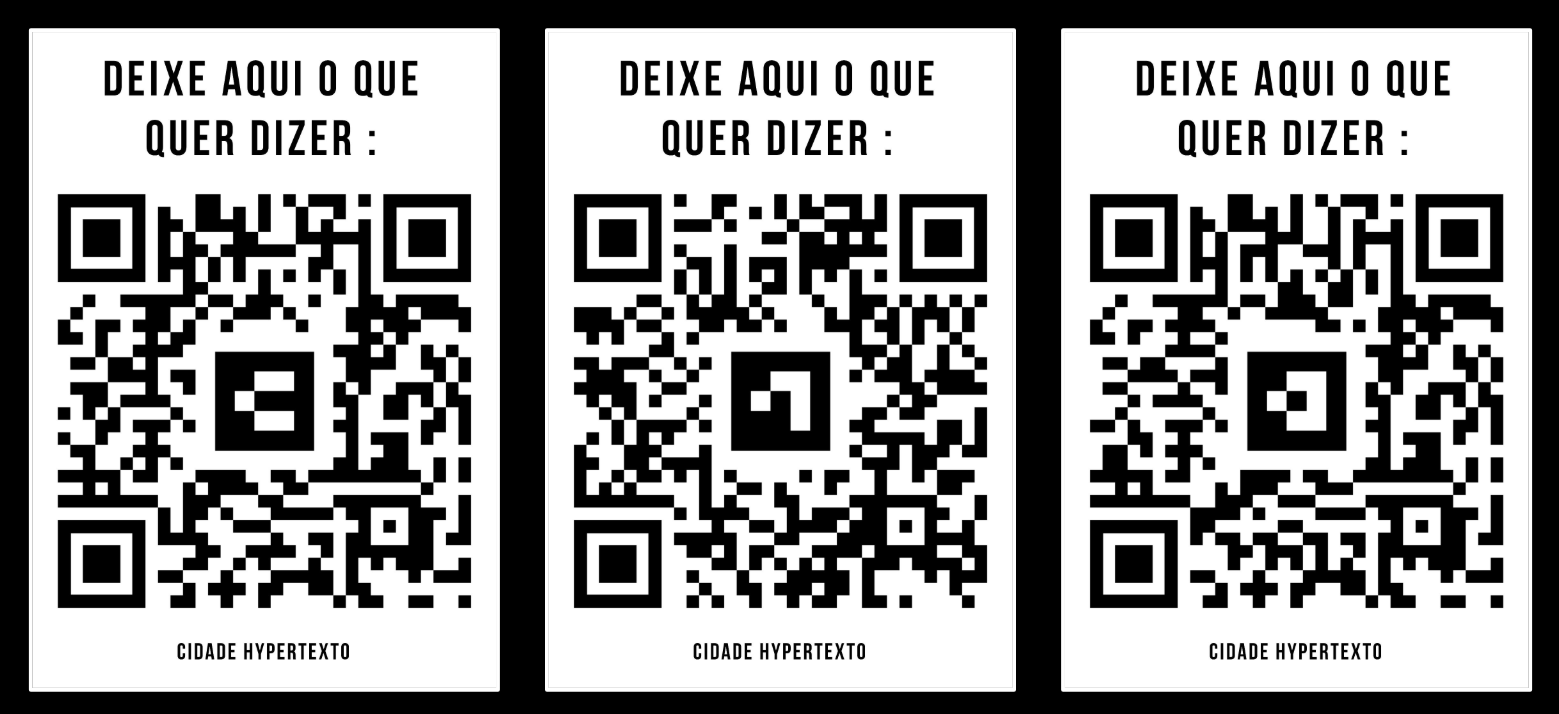 DEIXE AQUI O QUE
QUER DIZER :
CIDADE HYPERTEXTO
DEIXE AQUI O QUE
QUER DIZER :
CIDADE HYPERTEXTO
DEIXE AQUI O QUE
QUER DIZER :
CIDADE HYPERTEXTO